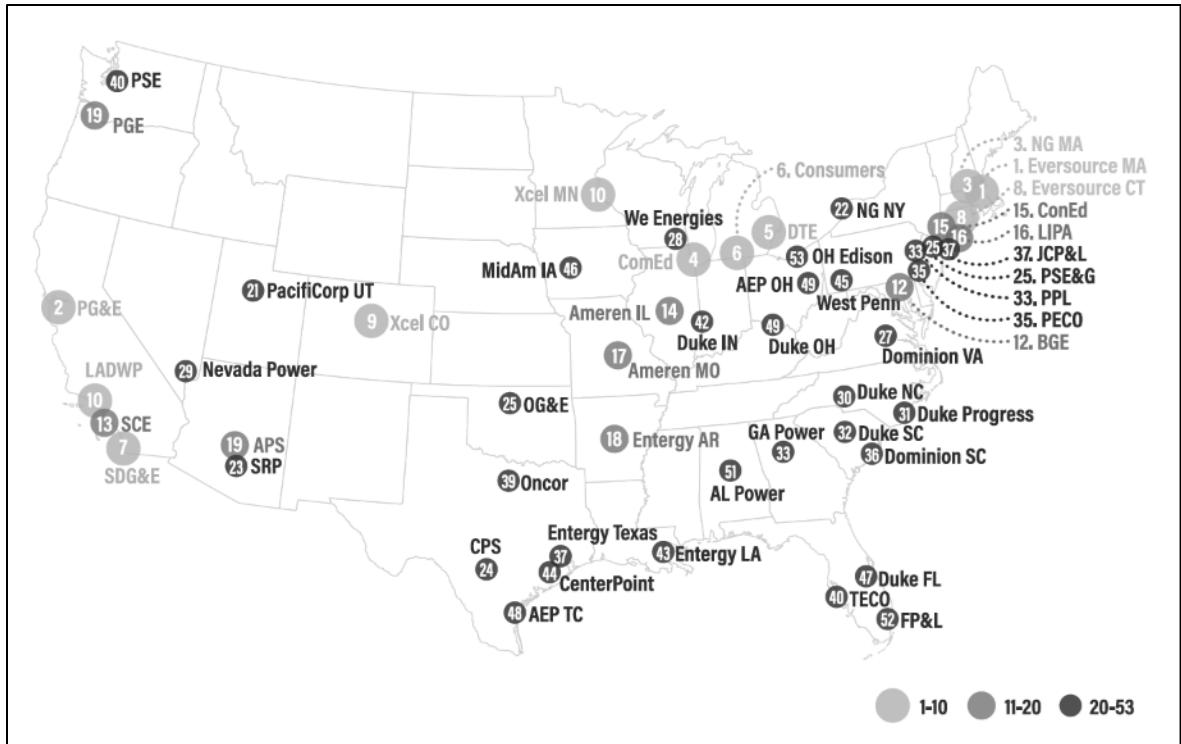 40 PSE
19
PGE
3. NG MA
1. Eversource MA
8. Eversource CT
15. ConEd
16. LIPA
37. JCP&L
25. PSE&G
33. PPL
35. PECO
12. BGE
6. Consumers
Xcel MN 10
We Energies
28
22 NG NY
3 1
8
15
16
5 DTE
ComEd 4
6
53 OH Edison
33 25 37
35
MidAm IA 46
AEP OH 49
45
West Penn
12
21 PacifiCorp UT
2 PG&E
9 Xcel CO
Ameren IL 14
42
Duke IN
49
Duke OH
27
Dominion VA
17
Ameren MO
29 Nevada Power
LADWP
10
13 SCE
7
SDG&E
25 OG&E
30 Duke NC
31 Duke Progress
19 APS
23 SRP
18 Entergy AR
GA Power
33
32 Duke SC
36 Dominion SC
51
AL Power
39 Oncor
Entergy Texas
37
CPS
24
44 CenterPoint
43 Entergy LA
48 AEP TC
47 Duke FL
40 TECO
52 FP&L
1-10 11-20 20-53